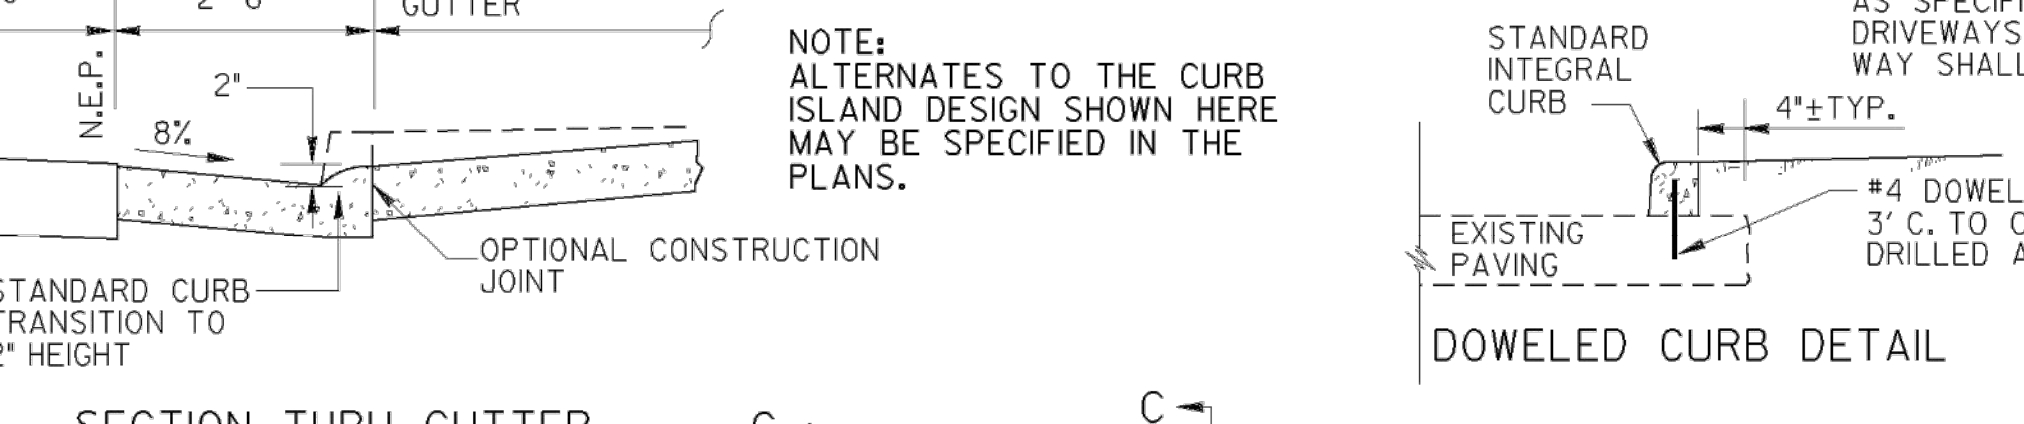 GUTTER
N.E.P.
2"
8%
NOTE:
ALTERNATES TO THE CURB
ISLAND DESIGN SHOWN HERE
MAY BE SPECIFIED IN THE
PLANS.
OPTIONAL CONSTRUCTION
JOINT
STANDARD CURB
TRANSITION TO
2" HEIGHT
SECTION THRU GUTTER
C
STANDARD
INTEGRAL
CURB
4"±TYP.
AS SPECIFI
DRIVEWAYS
WAY SHALL
#4 DOWEL
3' C. TO
DRILLED
EXISTING
PAVING
DOWELED CURB DETAIL